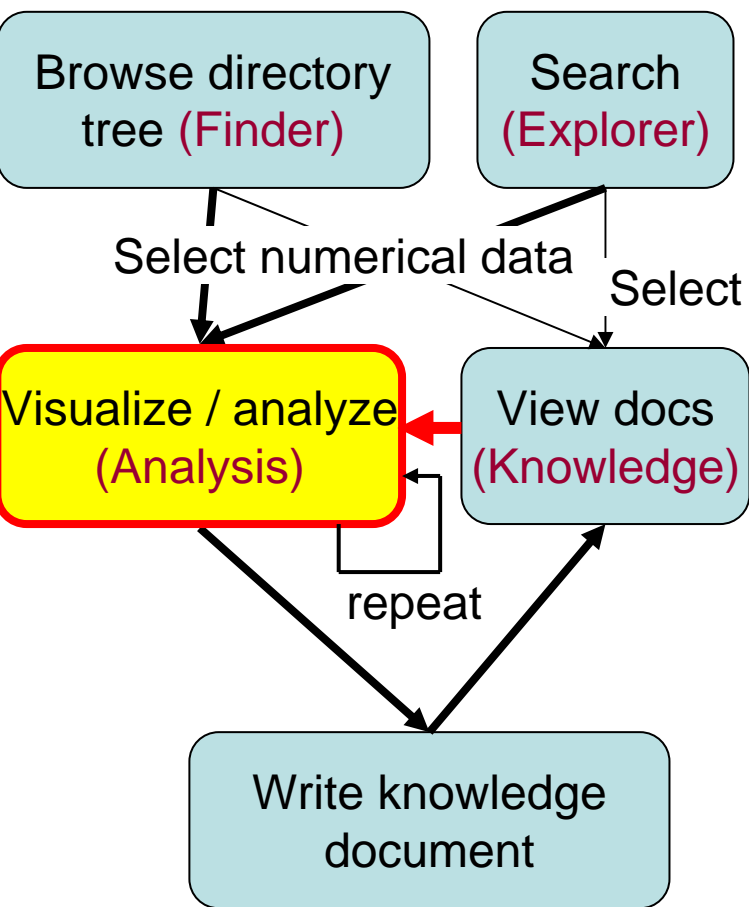 Browse directory
tree (Finder)
Search
(Explorer)
Select numerical data
Select
Visualize / analyze
(Analysis)
View docs
(Knowledge)
repeat
Write knowledge
document